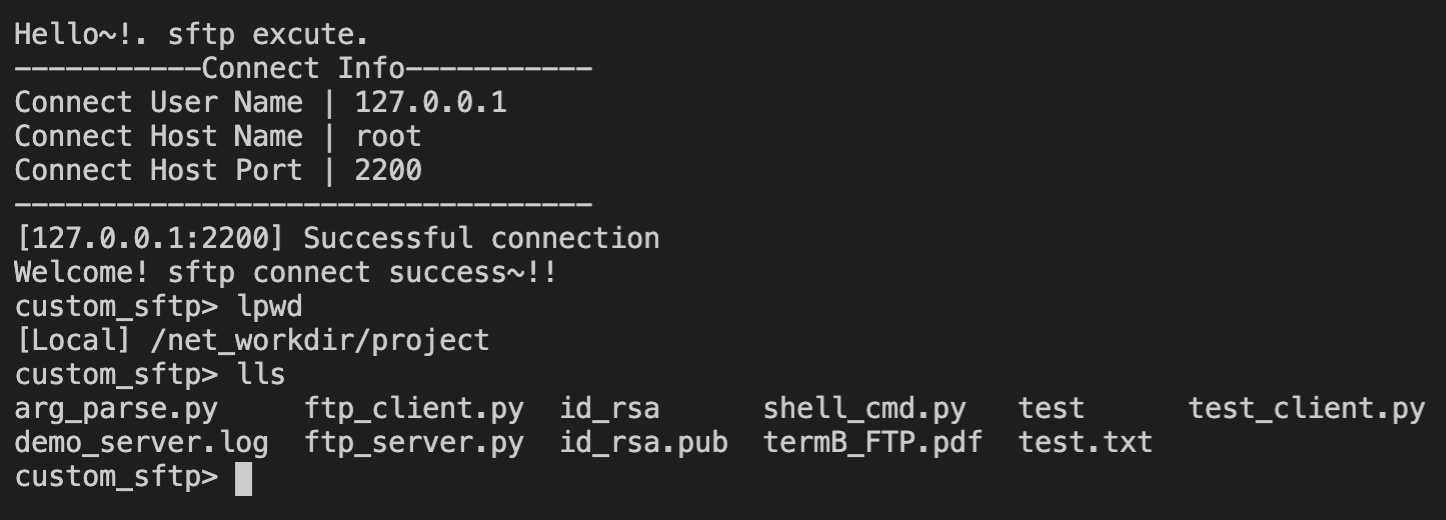 Hello~!. sftp excute.
-----------Connect Info-----------
Connect User Name | 127.0.0.1
Connect Host Name | root
Connect Host Port | 2200
----------------------------------
[127.0.0.1:2200] Successful connection
Welcome! sftp connect success~!!
custom_sftp> lpwd
[Local] /net_workdir/project
custom_sftp> lls
arg_parse.py     ftp_client.py  id_rsa      shell_cmd.py   test      test_client.py
demo_server.log  ftp_server.py  id_rsa.pub  termB_FTP.pdf  test.txt
custom_sftp>